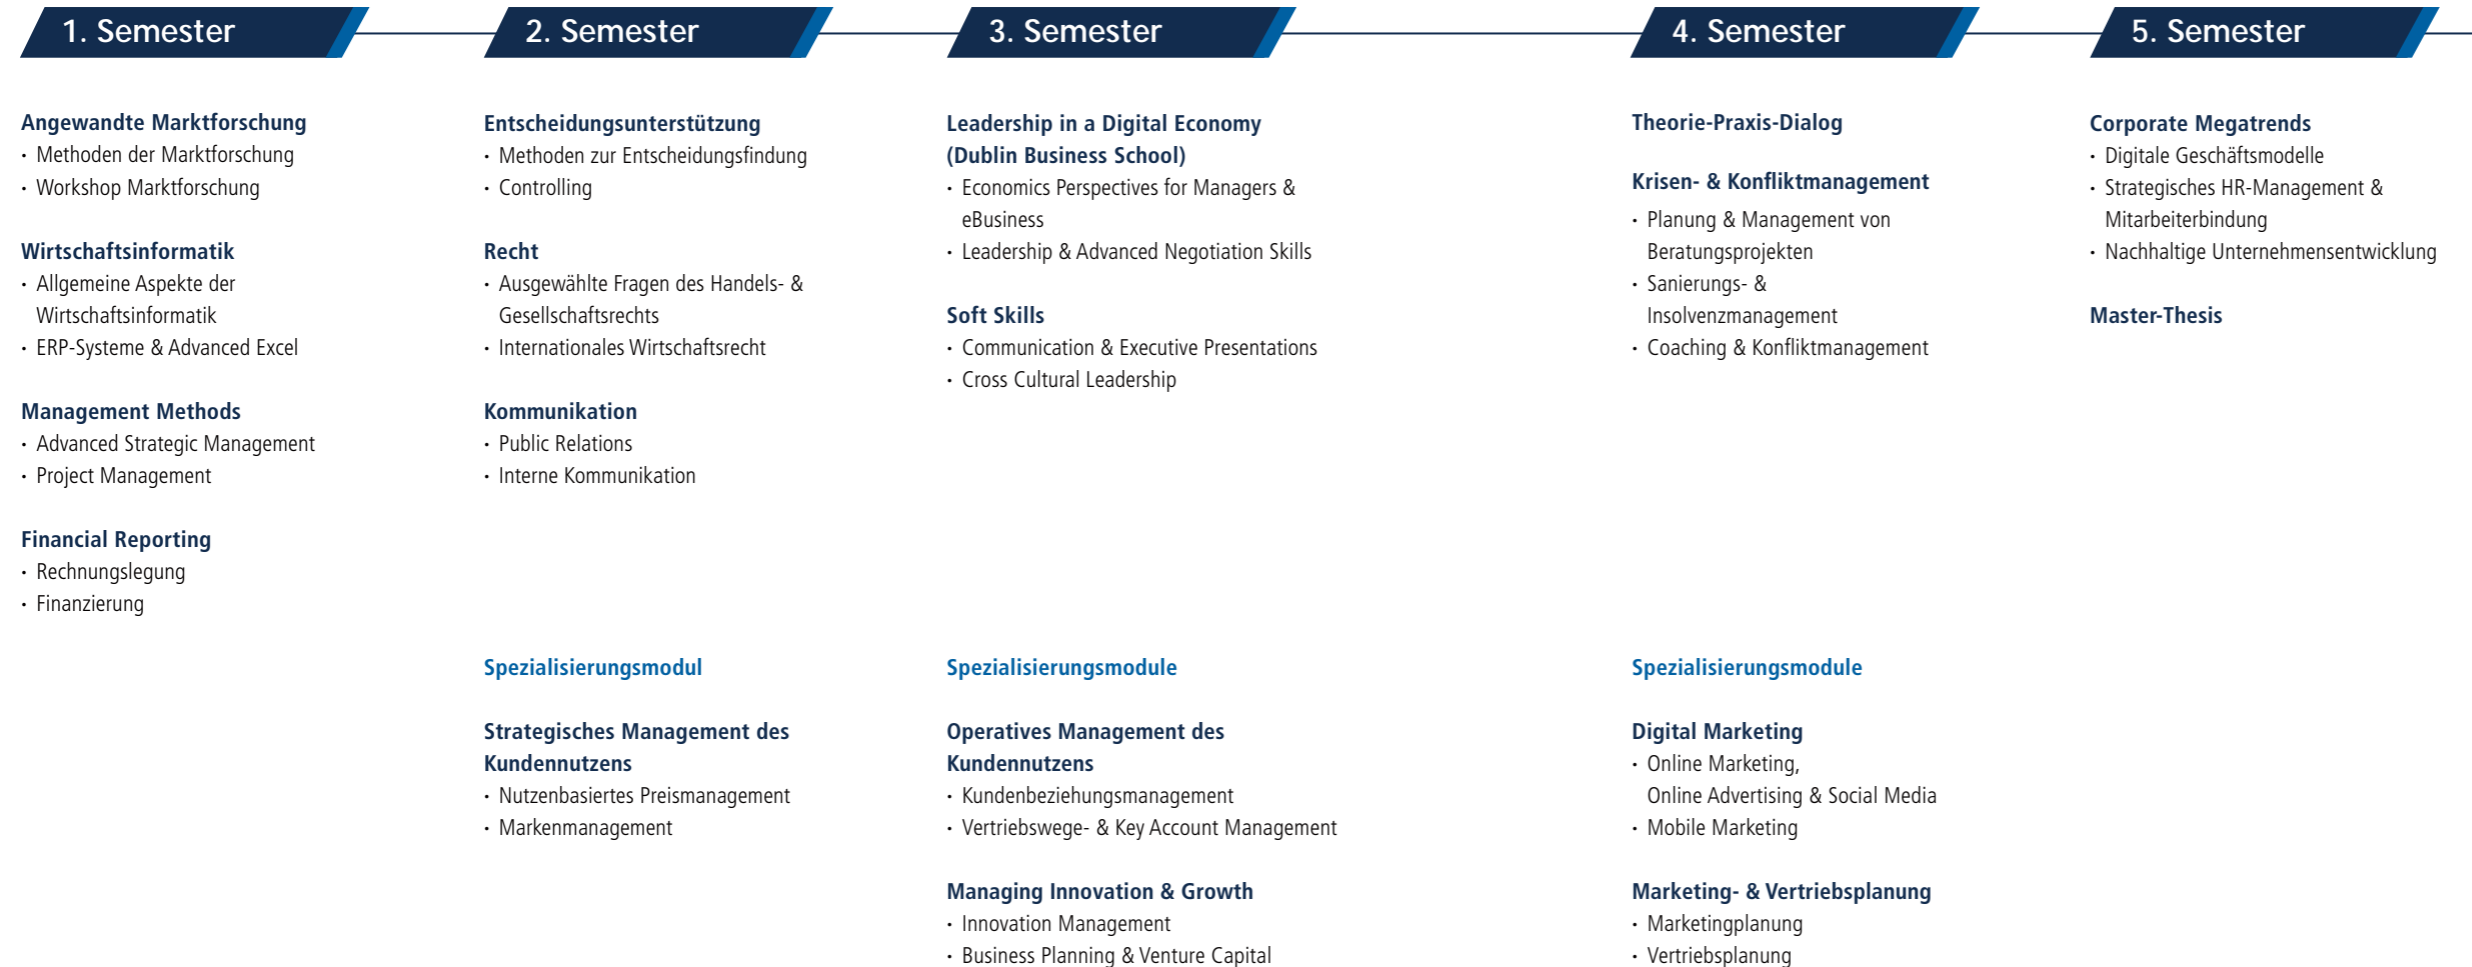 1. Semester
Angewandte Marktforschung
· Methoden der Marktforschung
· Workshop Marktforschung
Wirtschaftsinformatik
· Allgemeine Aspekte der
Wirtschaftsinformatik
· ERP-Systeme & Advanced Excel
Management Methods
· Advanced Strategic Management
· Project Management
Financial Reporting
· Rechnungslegung
· Finanzierung
2. Semester
Entscheidungsunterstützung
· Methoden zur Entscheidungsfindung
· Controlling
Recht
· Ausgewählte Fragen des Handels- &
Gesellschaftsrechts
· Internationales Wirtschaftsrecht
Kommunikation
· Public Relations
· Interne Kommunikation
Spezialisierungsmodul
Strategisches Management des
Kundennutzens
· Nutzenbasiertes Preismanagement
· Markenmanagement
3. Semester
Leadership in a Digital Economy
(Dublin Business School)
· Economics Perspectives for Managers &
eBusiness
· Leadership & Advanced Negotiation Skills
Soft Skills
· Communication & Executive Presentations
· Cross Cultural Leadership
Spezialisierungsmodule
Operatives Management des
Kundennutzens
· Kundenbeziehungsmanagement
· Vertriebswege- & Key Account Management
Managing Innovation & Growth
· Innovation Management
· Business Planning & Venture Capital
4. Semester
Theorie-Praxis-Dialog
Krisen- & Konfliktmanagement
· Planung & Management von
Beratungsprojekten
· Sanierungs- &
Insolvenzmanagement
· Coaching & Konfliktmanagement
Spezialisierungsmodule
Digital Marketing
· Online Marketing,
Online Advertising & Social Media
· Mobile Marketing
Marketing- & Vertriebsplanung
· Marketingplanung
· Vertriebsplanung
5. Semester
Corporate Megatrends
· Digitale Geschäftsmodelle
· Strategisches HR-Management &
Mitarbeiterbindung
· Nachhaltige Unternehmensentwicklung
Master-Thesis